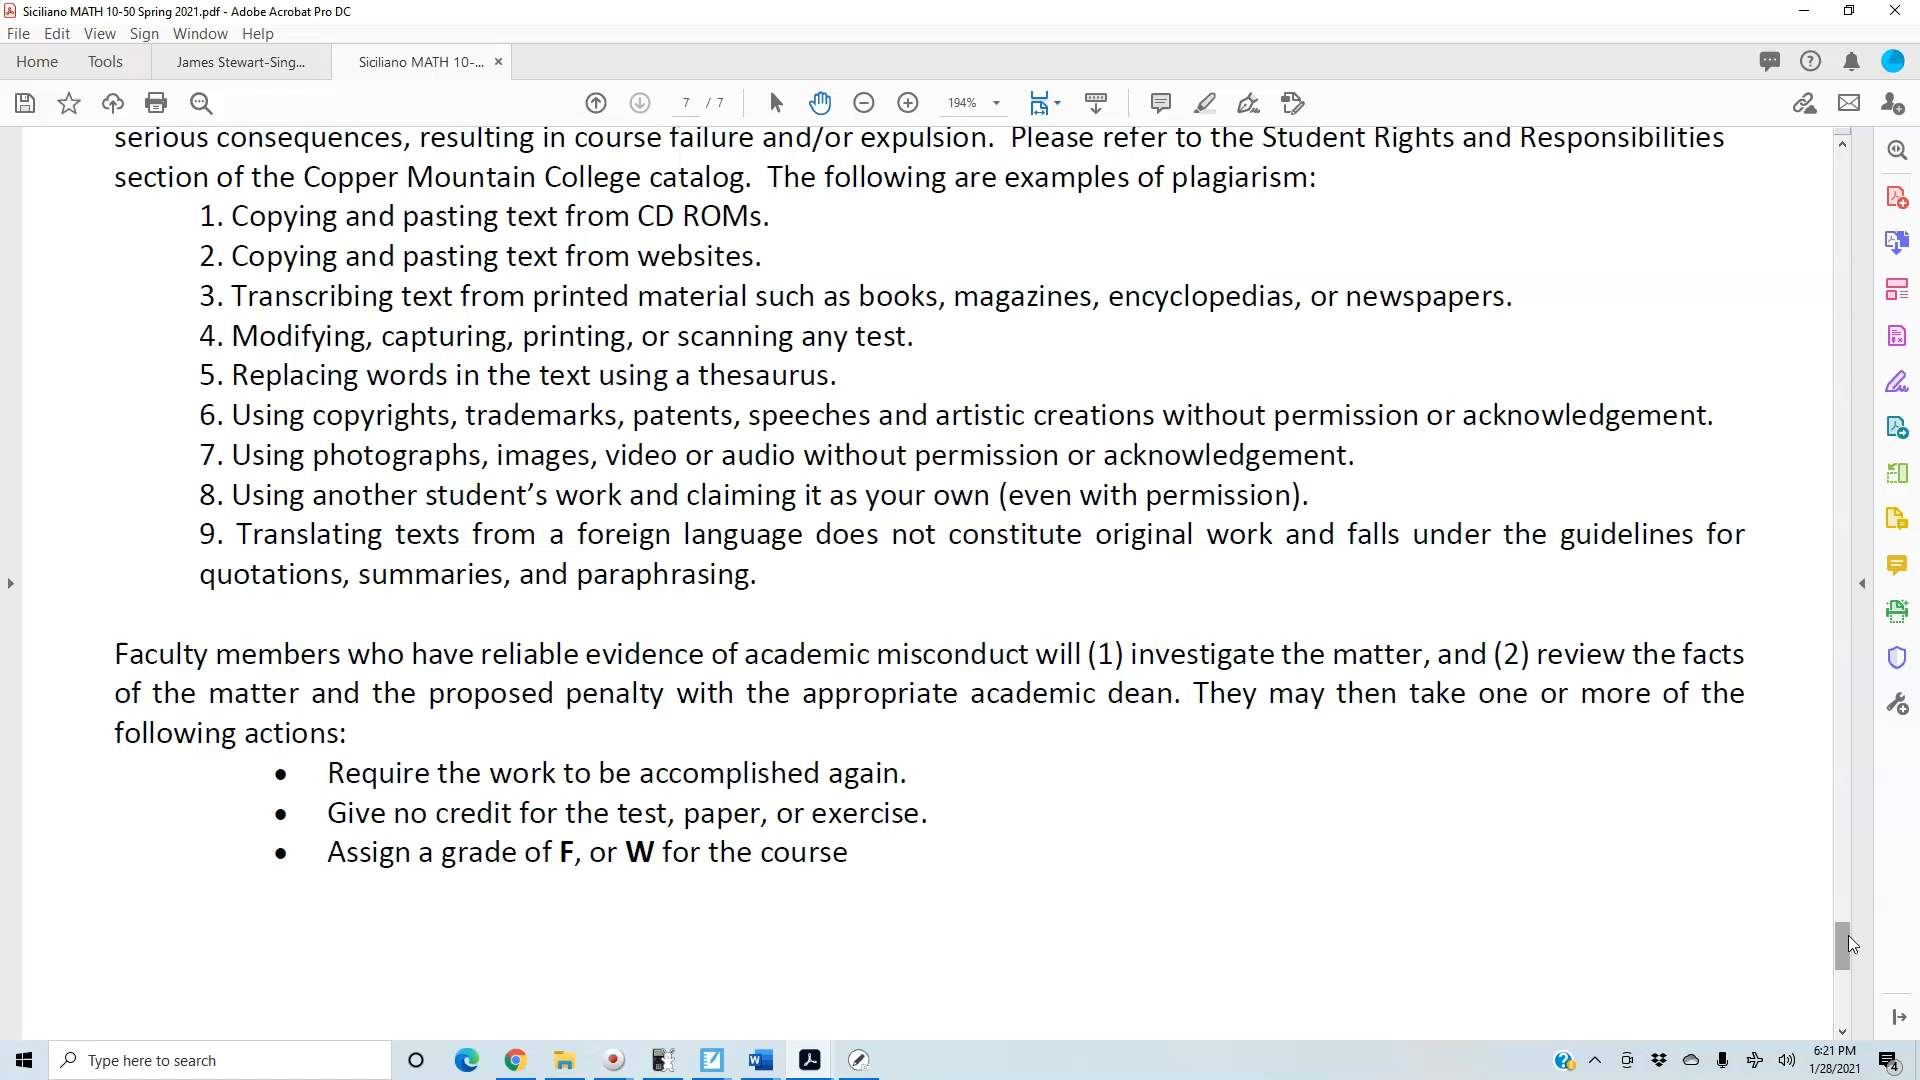 Siciliano MATH 10-50 Spring 2021.pdf - Adobe Acrobat Pro DC
File Edit View Sign Window Help
Home Tools James Stewart-Sing... Siciliano MATH 10-... ×
7 / 7 194%
serious consequences, resulting in course failure and/or expulsion. Please refer to the Student Rights and Responsibilities
section of the Copper Mountain College catalog. The following are examples of plagiarism:
1. Copying and pasting text from CD ROMs.
2. Copying and pasting text from websites.
3. Transcribing text from printed material such as books, magazines, encyclopedias, or newspapers.
4. Modifying, capturing, printing, or scanning any test.
5. Replacing words in the text using a thesaurus.
6. Using copyrights, trademarks, patents, speeches and artistic creations without permission or acknowledgement.
7. Using photographs, images, video or audio without permission or acknowledgement.
8. Using another student’s work and claiming it as your own (even with permission).
9. Translating texts from a foreign language does not constitute original work and falls under the guidelines for
quotations, summaries, and paraphrasing.
Faculty members who have reliable evidence of academic misconduct will (1) investigate the matter, and (2) review the facts
of the matter and the proposed penalty with the appropriate academic dean. They may then take one or more of the
following actions:
• Require the work to be accomplished again.
• Give no credit for the test, paper, or exercise.
• Assign a grade of F, or W for the course
Type here to search
6:21 PM
1/28/2021
4